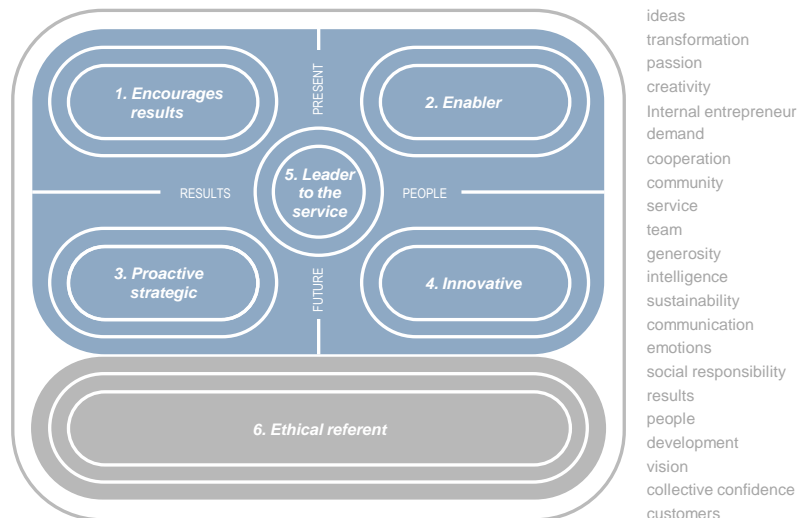 1. Encourages
results
PRESENT
2. Enabler
RESULTS
5. Leader
to the
service
PEOPLE
3. Proactive
strategic
FUTURE
4. Innovative
6. Ethical referent
ideas
transformation
passion
creativity
Internal entrepreneur
demand
cooperation
community
service
team
generosity
intelligence
sustainability
communication
emotions
social responsibility
results
people
development
vision
collective confidence
customers